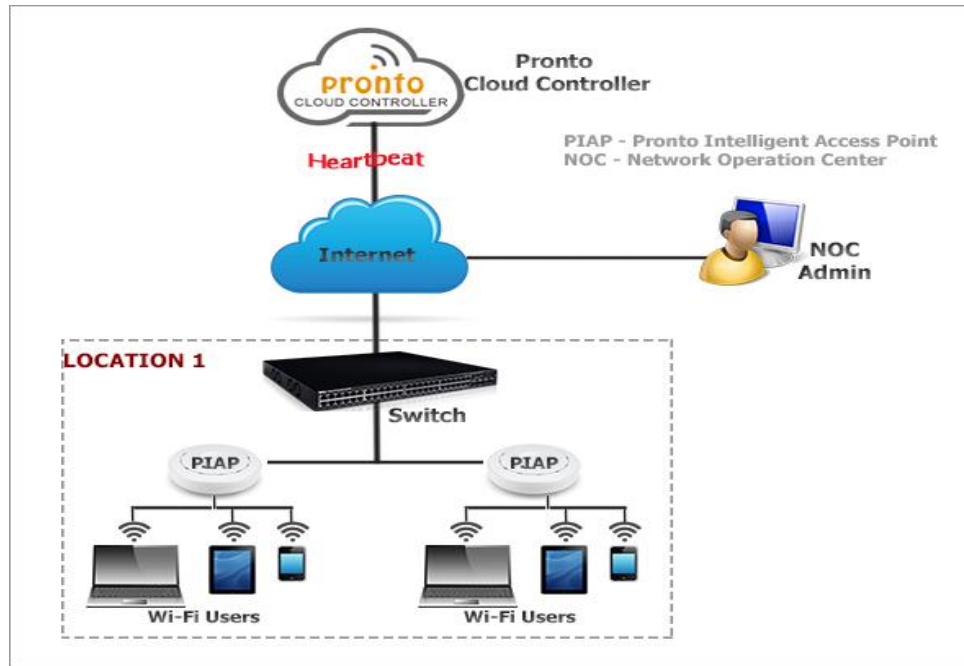 pronto
CLOUD CONTROLLER
Pronto
Cloud Controller
Heartbeat
PIAP - Pronto Intelligent Access Point
NOC - Network Operation Center
Internet
NOC
Admin
LOCATION 1
Switch
PIAP
PIAP
Wi-Fi Users
Wi-Fi Users